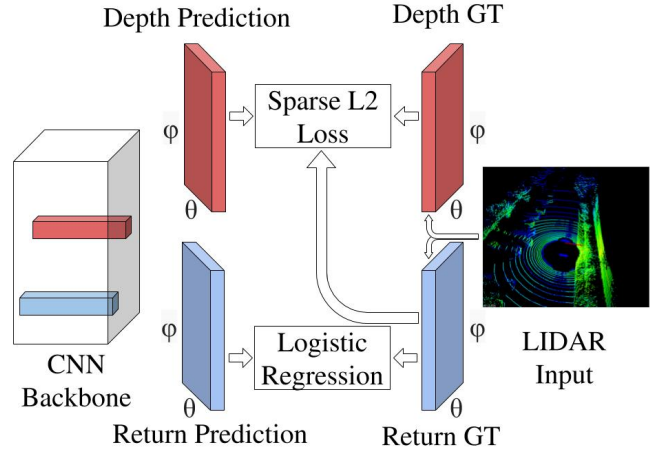 Depth Prediction
Depth GT
Sparse L2
Loss
φ
φ
θ
θ
CNN
Backbone
φ
φ
Logistic
Regression
LIDAR
Input
θ
θ
Return Prediction
Return GT